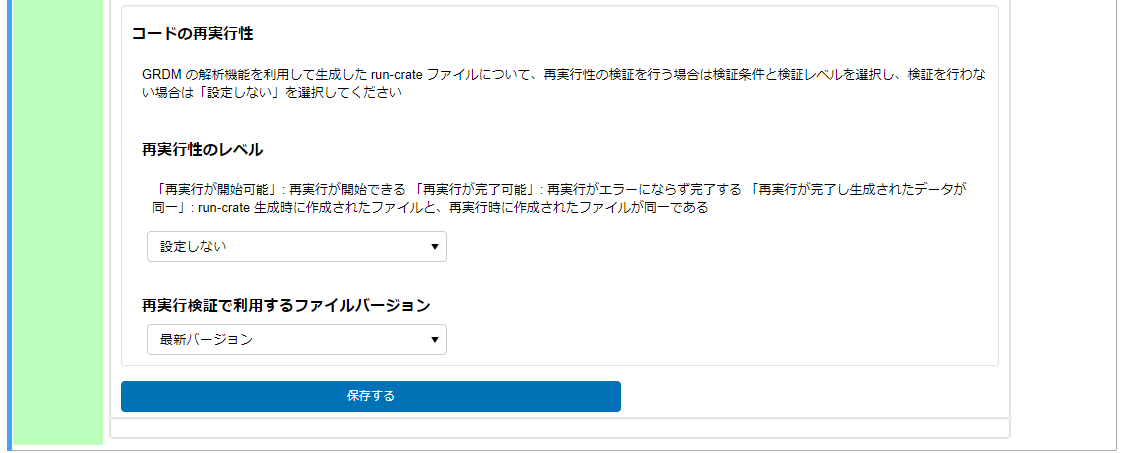 コードの再実行性
GRDM の解析機能を利用して生成した run-crate ファイルについて、再実行性の検証を行う場合は検証条件と検証レベルを選択し、検証を行わな
い場合は「設定しない」を選択してください
再実行性のレベル
「再実行が開始可能」: 再実行が開始できる 「再実行が完了可能」: 再実行がエラーにならず完了する 「再実行が完了し生成されたデータが
同一」: run-crate 生成時に作成されたファイルと、再実行時に作成されたファイルが同一である
設定しない
再実行検証で利用するファイルバージョン
最新バージョン
保存する